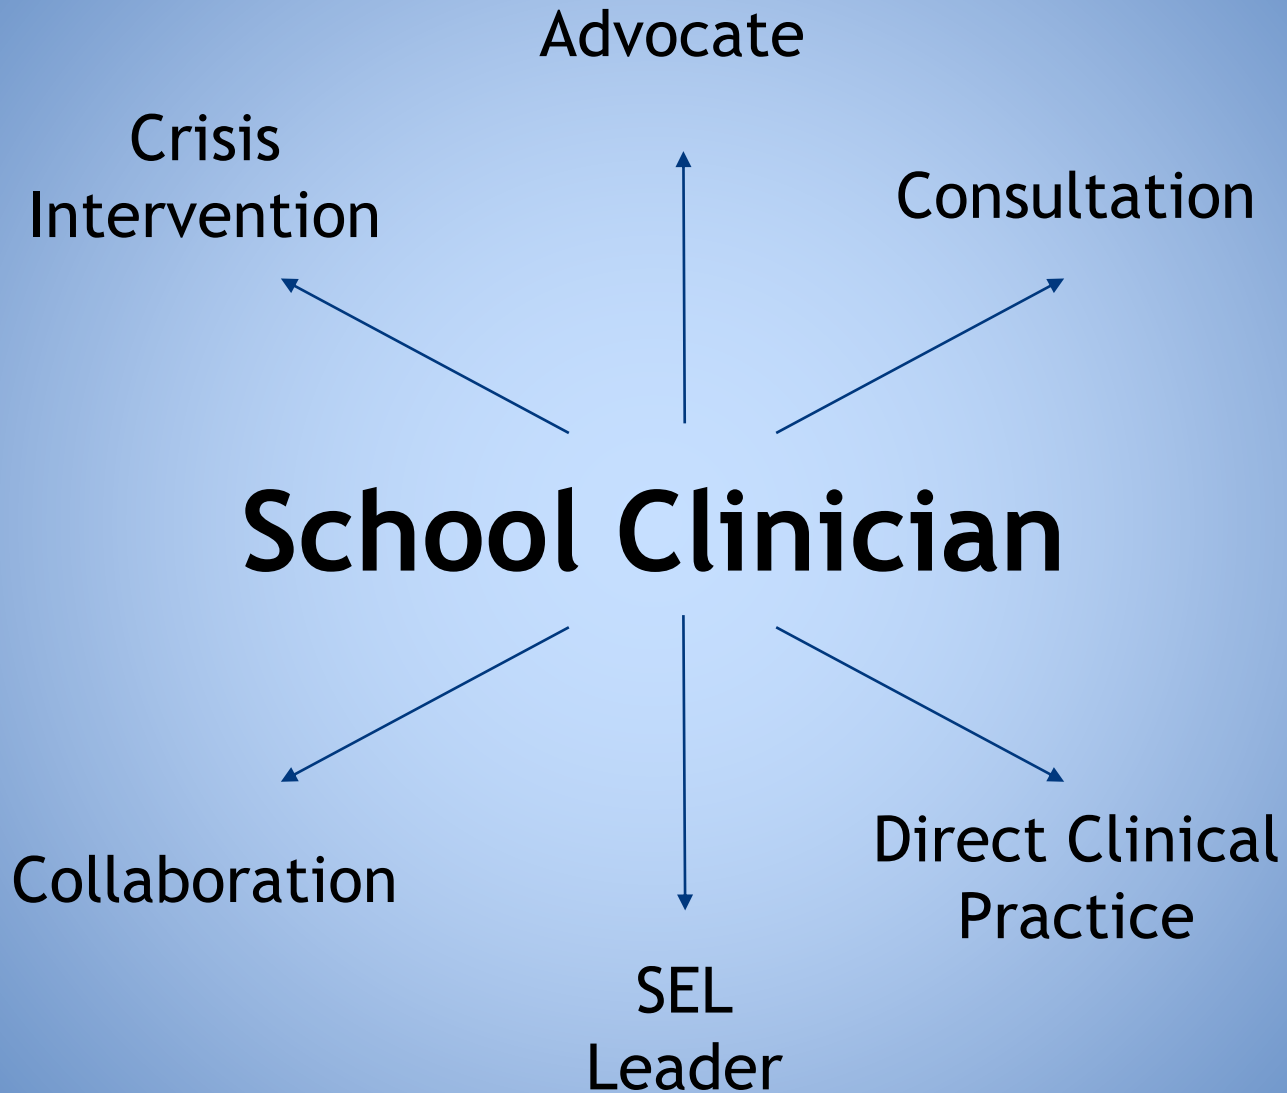 Advocate
Crisis
Intervention
Consultation
School Clinician
Collaboration
Direct Clinical
Practice
SEL
Leader